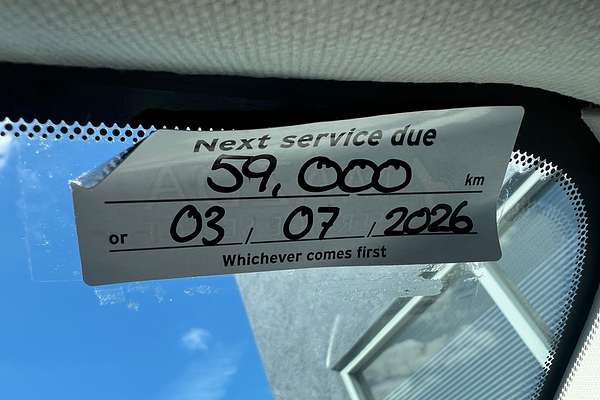 Next service due
59,000 km
or 03 / 07 / 2026
Whichever comes first